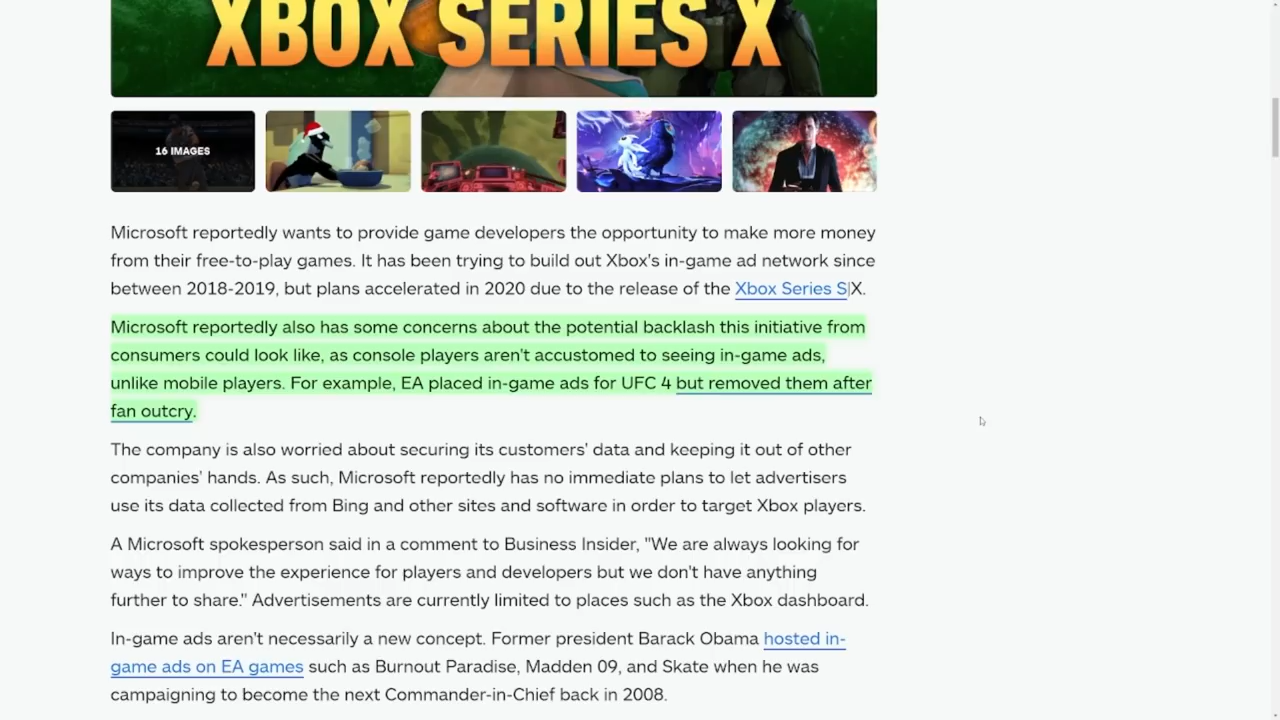 XBOX SERIES X
16 IMAGES
Microsoft reportedly wants to provide game developers the opportunity to make more money
from their free-to-play games. It has been trying to build out Xbox's in-game ad network since
between 2018-2019, but plans accelerated in 2020 due to the release of the Xbox Series S|X.
Microsoft reportedly also has some concerns about the potential backlash this initiative from
consumers could look like, as console players aren't accustomed to seeing in-game ads,
unlike mobile players. For example, EA placed in-game ads for UFC 4 but removed them after
fan outcry.
The company is also worried about securing its customers' data and keeping it out of other
companies' hands. As such, Microsoft reportedly has no immediate plans to let advertisers
use its data collected from Bing and other sites and software in order to target Xbox players.
A Microsoft spokesperson said in a comment to Business Insider, "We are always looking for
ways to improve the experience for players and developers but we don't have anything
further to share." Advertisements are currently limited to places such as the Xbox dashboard.
In-game ads aren't necessarily a new concept. Former president Barack Obama hosted in-
game ads on EA games such as Burnout Paradise, Madden 09, and Skate when he was
campaigning to become the next Commander-in-Chief back in 2008.